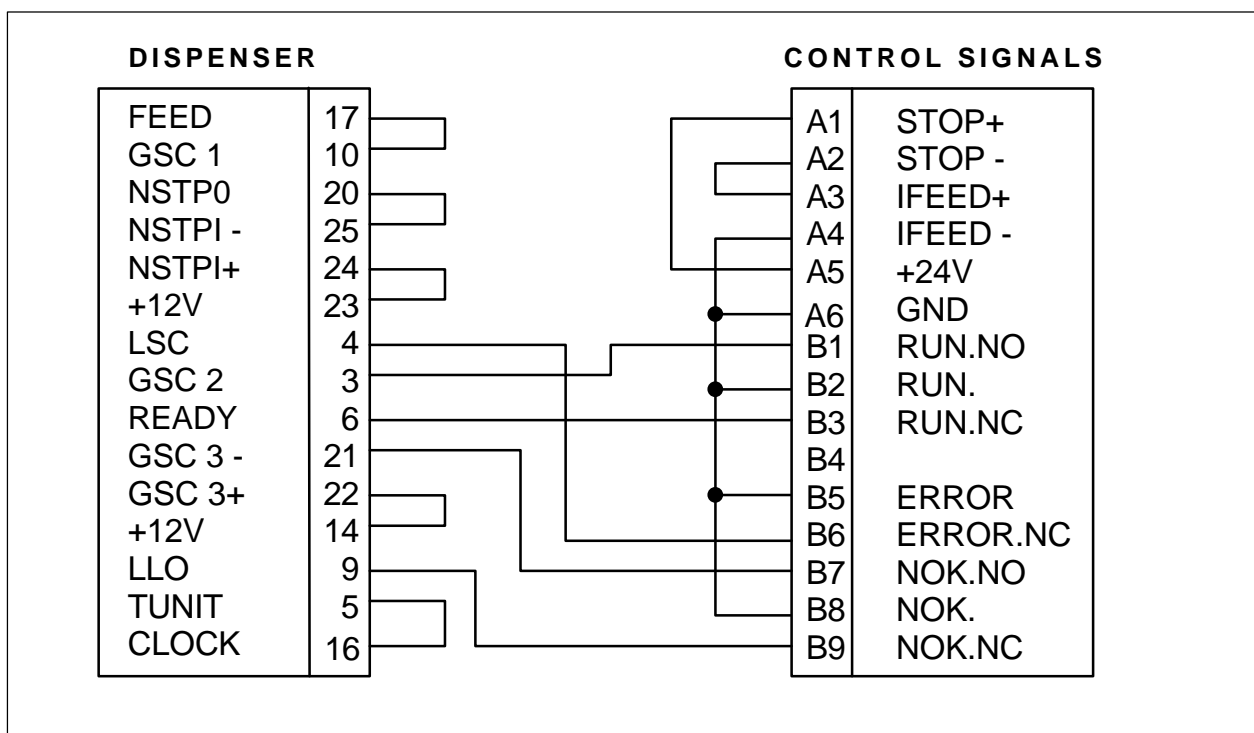 DISPENSER
FEED 17
GSC 1 10
NSTP0 20
NSTPI - 25
NSTPI+ 24
+12V 23
LSC 4
GSC 2 3
READY 6
GSC 3 - 21
GSC 3+ 22
+12V 14
LLO 9
TUNIT 5
CLOCK 16
CONTROL SIGNALS
A1 STOP+
A2 STOP -
A3 IFEED+
A4 IFEED -
A5 +24V
A6 GND
B1 RUN.NO
B2 RUN.
B3 RUN.NC
B4
B5 ERROR
B6 ERROR.NC
B7 NOK.NO
B8 NOK.
B9 NOK.NC